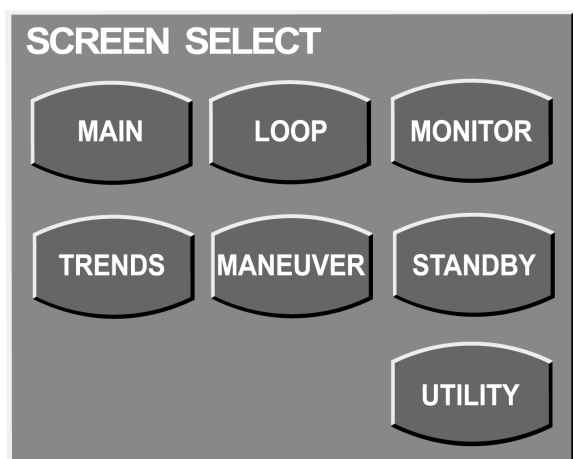 SCREEN SELECT
MAIN LOOP MONITOR
TRENDS MANEUVER STANDBY
UTILITY